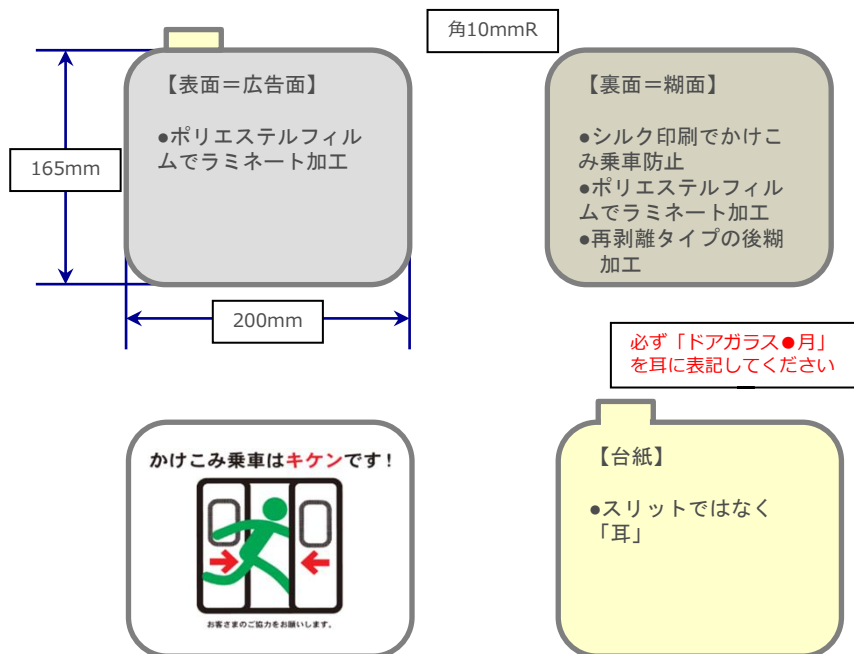 角10mmR
【表面＝広告面】
●ポリエステルフィル
ムでラミネート加工
165mm
200mm
【裏面＝糊面】
●シルク印刷でかけこ
み乗車防止
●ポリエステルフィル
ムでラミネート加工
●再剥離タイプの後糊
加工
必ず「ドアガラス●月」
を耳に表記してください
かけこみ乗車はキケンです！
お客さまのご協力をお願いします。
【台紙】
●スリットではなく
「耳」